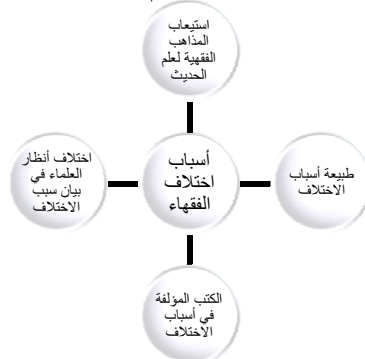 استيعاب
المذاهب
الفقهية لعلم
الحديث
أسباب
اختلاف
الفقهاء
طبيعة أسباب
الاختلاف
الكتب المؤلفة
في أسباب
الاختلاف
اختلاف أنظار
العلماء في
بيان سبب
الاختلاف